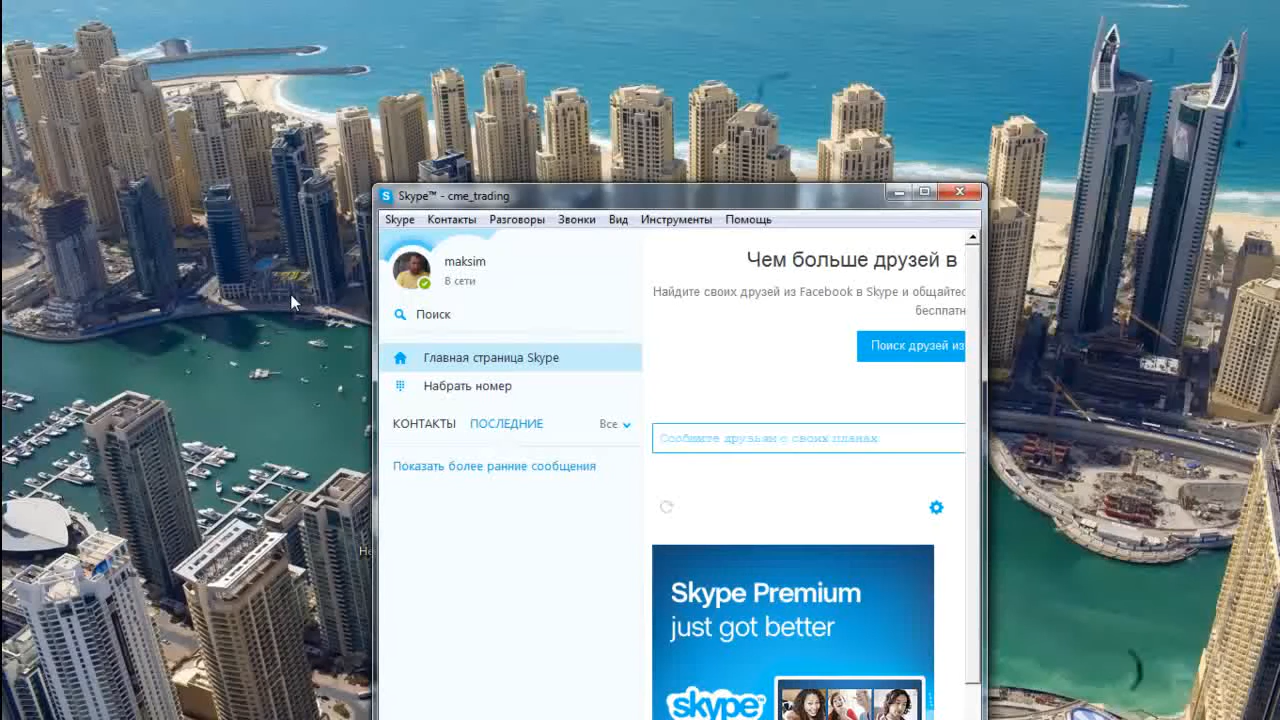 Skype™ - cme_trading
Skype Контакты Разговоры Звонки Вид Инструменты Помощь
maksim
В сети
Поиск
Главная страница Skype
Набрать номер
КОНТАКТЫ ПОСЛЕДНИЕ Все
Показать более ранние сообщения
Чем больше друзей в
Найдите своих друзей из Facebook в Skype и общайтес
бесплатн
Поиск друзей из
Сообщите друзьям о своих планах
Skype Premium
just got better
skype™
Не